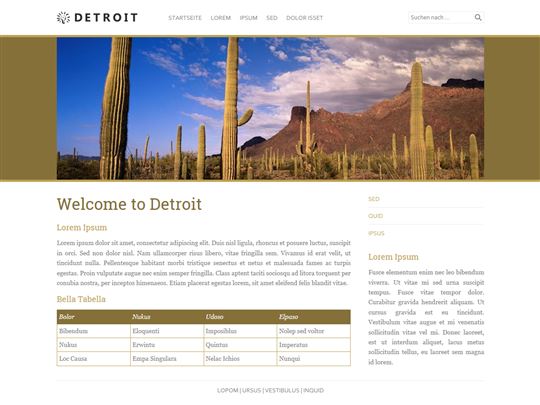 DETROIT
STARTSEITE LOREM IPSUM SED DOLOR ISSET
Suchen nach ...
Welcome to Detroit
Lorem Ipsum
Lorem ipsum dolor sit amet, consectetur adipiscing elit. Duis nisl ligula, rhoncus et posuere luctus, suscipit
in orci. Sed non dolor nisl. Nam ullamcorper risus libero, vitae fringilla sem. Vivamus id erat velit, ut
tincidunt nulla. Pellentesque habitant morbi tristique senectus et netus et malesuada fames ac turpis
egestas. Proin vulputate augue nec enim semper fringilla. Class aptent taciti sociosqu ad litora torquent per
conubia nostra, per inceptos himenaeos. Etiam placerat egestas lorem, sit amet eleifend felis blandit vitae.
Bella Tabella
Bolor Nukus Udoso Elpaso
Bibendum Eloquenti Imposiblus Nolep sed voltor
Nukus Erwintu Quintus Imperatus
Loc Causa Empa Singulara Nelac Ichios Nunqui
SED
QUID
IPSUS
Lorem Ipsum
Fusce elementum enim nec leo bibendum
viverra. Ut vitae mi sed urna suscipit
tempus. Fusce vitae tempor dolor.
Curabitur gravida hendrerit aliquam. Ut
cursus gravida est eu tincidunt.
Vestibulum vitae augue et mi venenatis
sollicitudin vitae vel mi. Donec laoreet,
est ut interdum aliquet, lacus metus
sollicitudin tellus, eu laoreet sem magna
id lorem.
LOPOM | URSUS | VESTIBULUS | INQUID